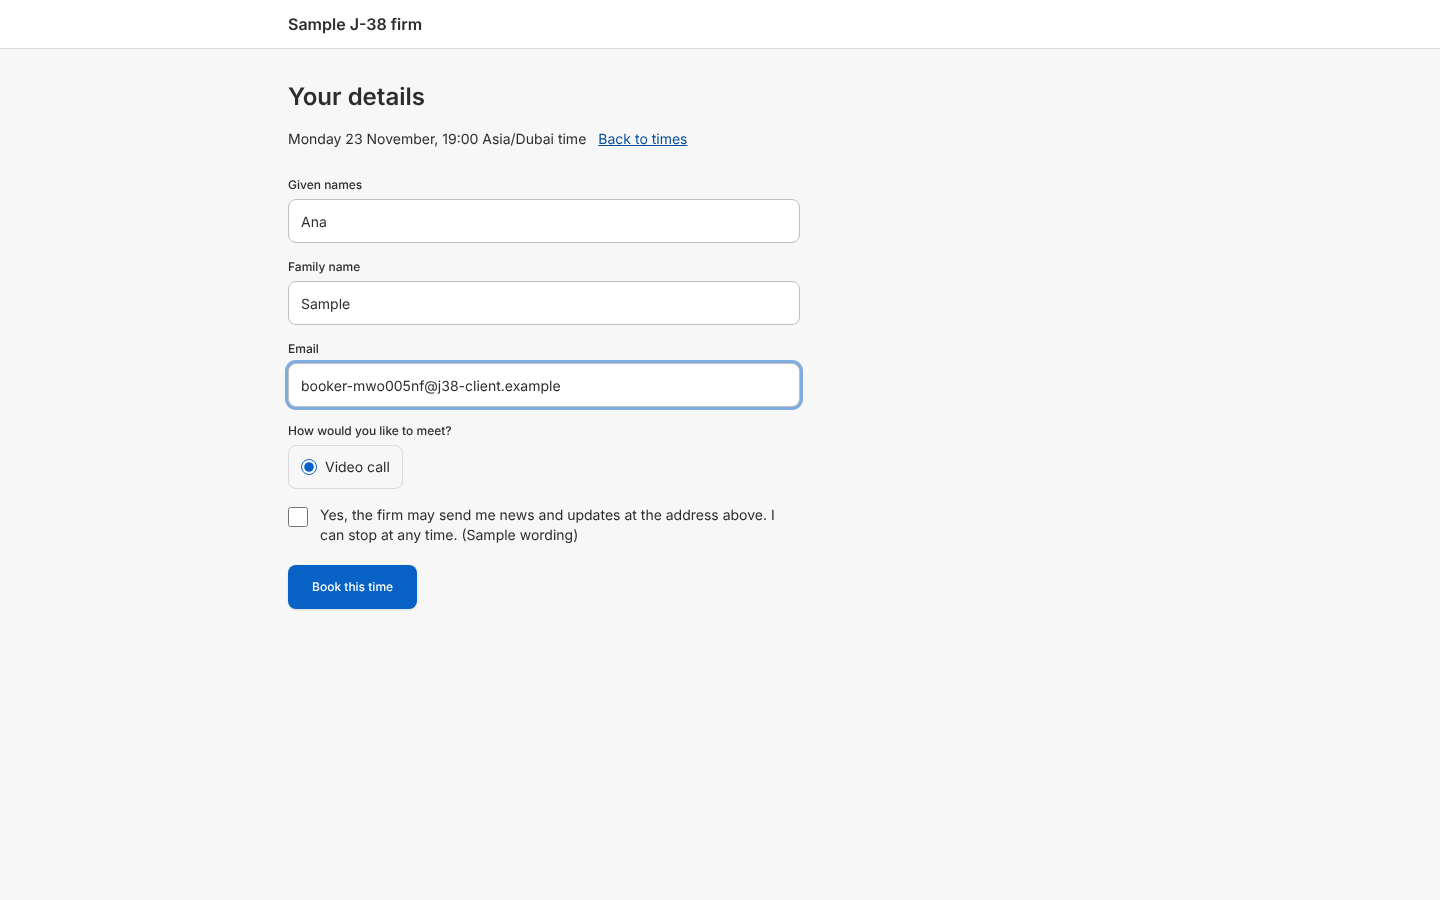 Sample J-38 firm
Your details
Monday 23 November, 19:00 Asia/Dubai time Back to times
Given names
Ana
Family name
Sample
Email
booker-mwo005nf@j38-client.example
How would you like to meet?
Video call
Yes, the firm may send me news and updates at the address above. I
can stop at any time. (Sample wording)
Book this time